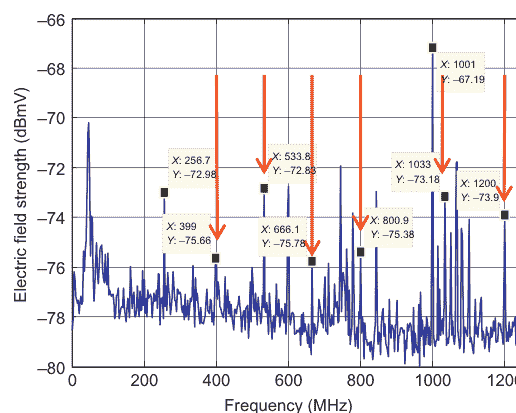 −66
−68
−70
−72
−74
−76
−78
−80
Electric field strength (dBmV)
X: 1001
Y: −67.19
X: 256.7
Y: −72.98
X: 533.8
Y: −72.83
X: 1033
Y: −73.18
X: 1200
Y: −73.9
X: 399
Y: −75.66
X: 666.1
Y: −75.78
X: 800.9
Y: −75.38
0
200
400
600
800
1000
1200
Frequency (MHz)